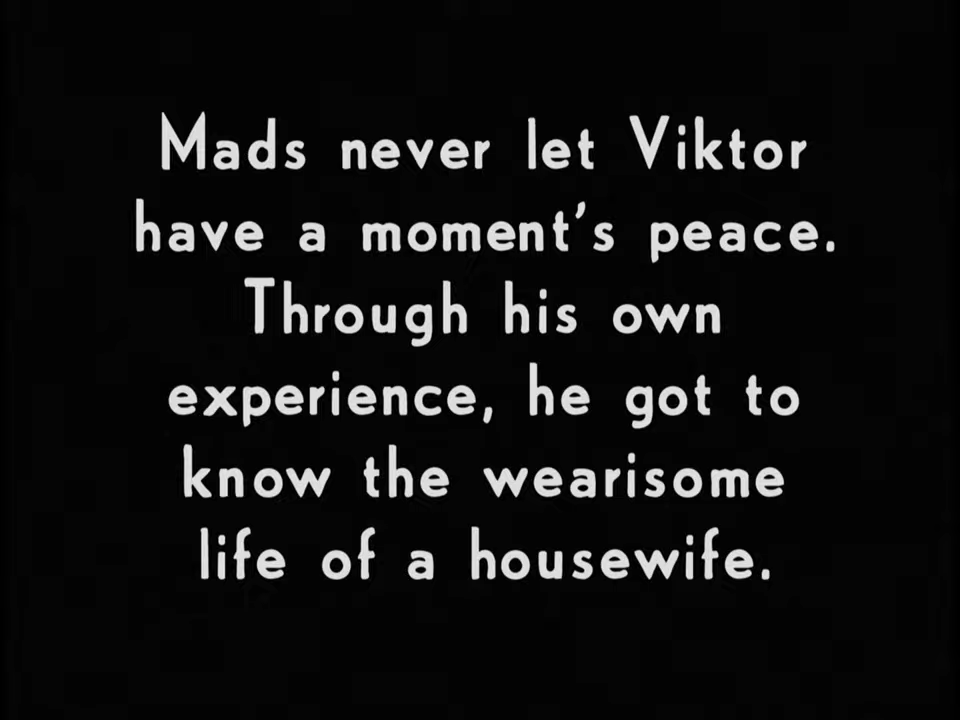 Mads never let Viktor
have a moment's peace.
Through his own
experience, he got to
know the wearisome
life of a housewife.